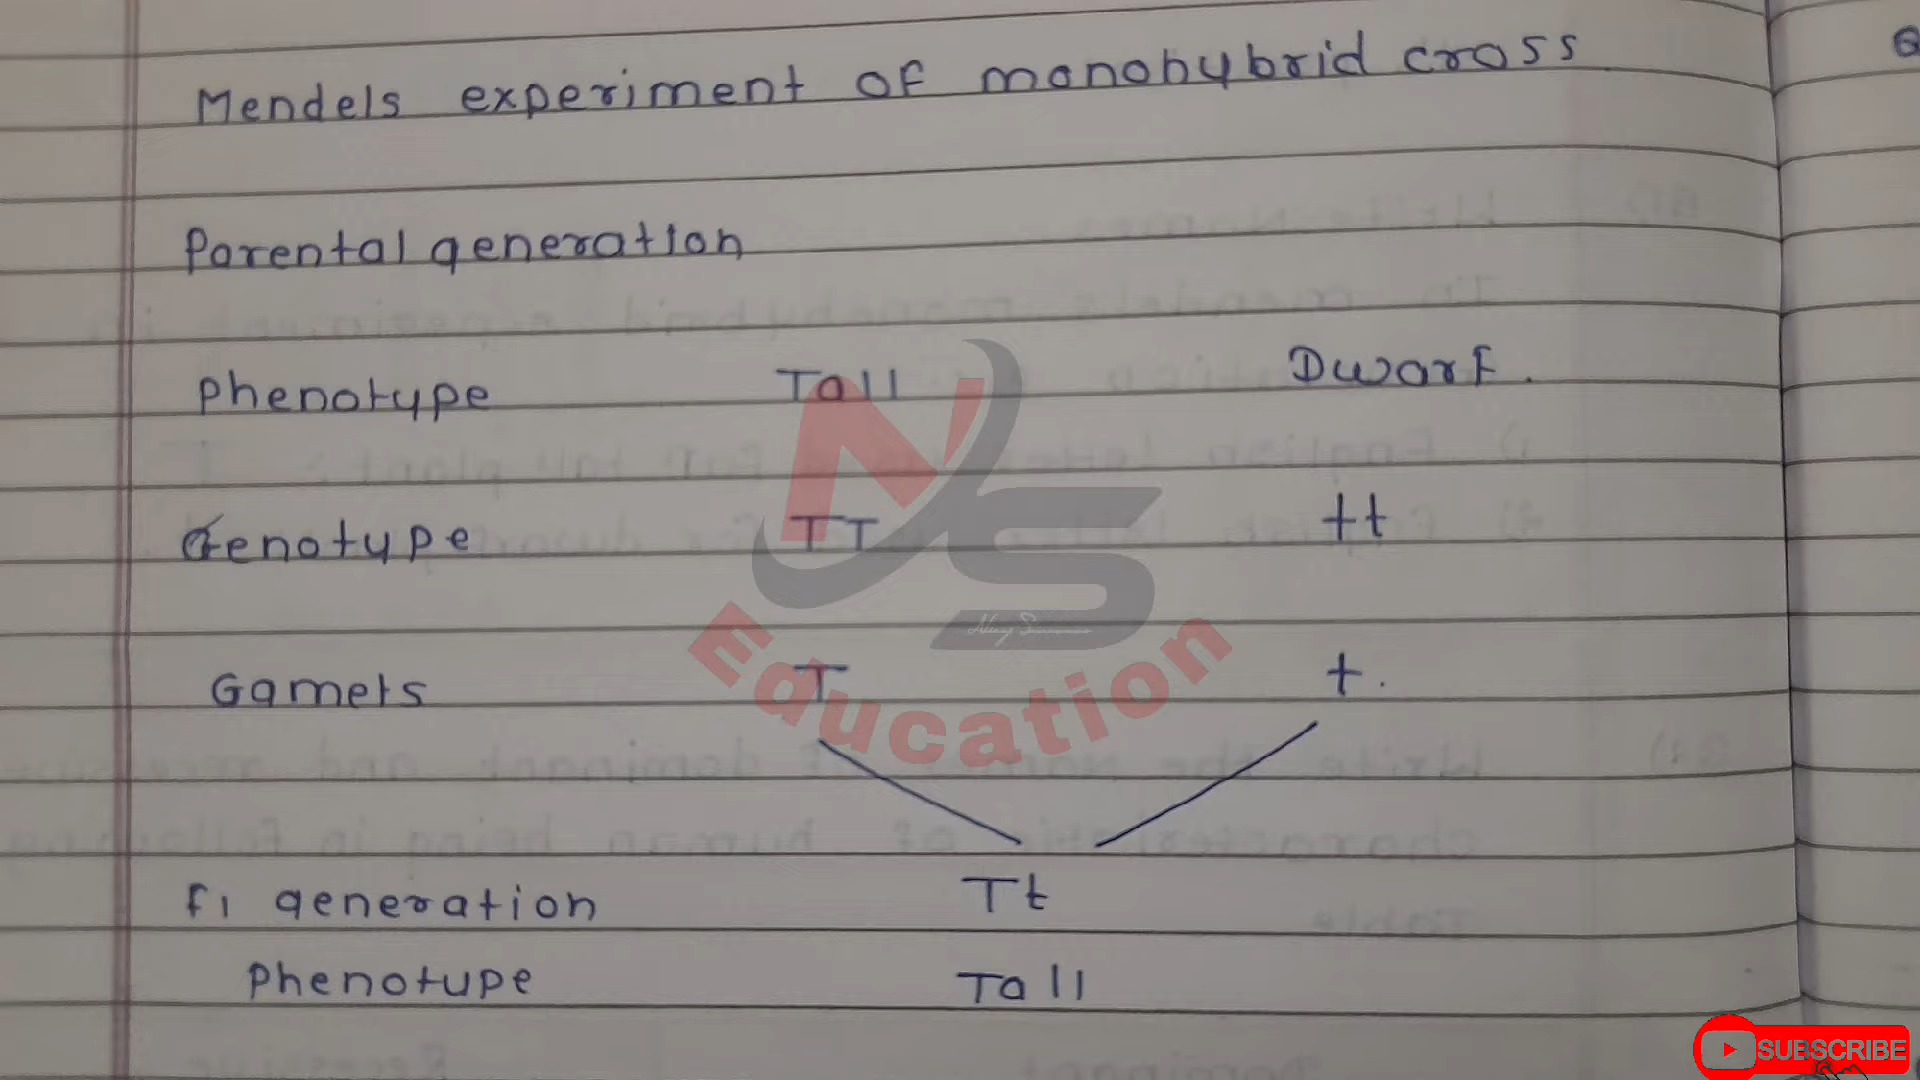 Mendels experiment of monohybrid cross
Parental generation
Phenotype Tall Dwarf.
Genotype TT tt
Gamets T t.
F1 generation Tt
Phenotype Tall
NS
Education
SUBSCRIBE